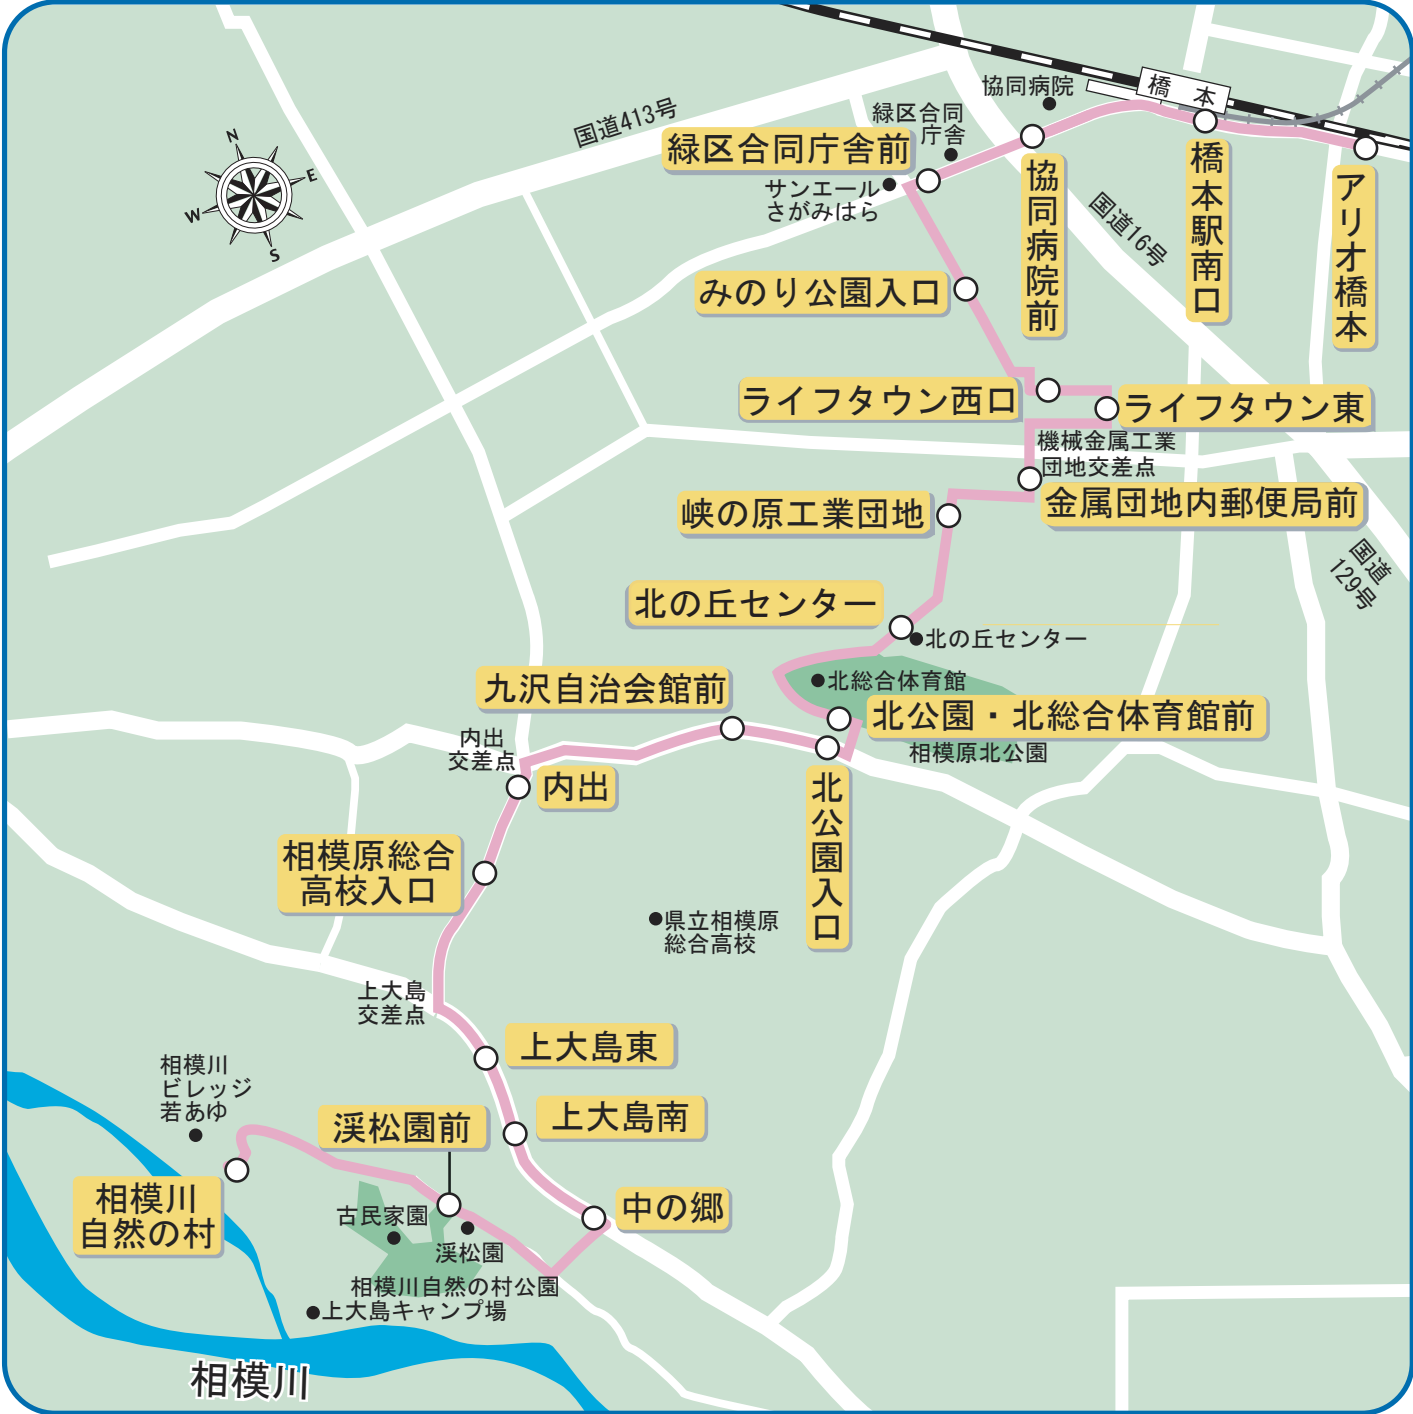 協同病院
橋本
国道413号
緑区合同
庁舎
緑区合同庁舎前
サンエール
さがみはら
協同病院前
橋本駅南口
アリオ橋本
国道16号
N
E
W
S
みのり公園入口
ライフタウン西口
ライフタウン東
機械金属工業
団地交差点
金属団地内郵便局前
峡の原工業団地
国道
129号
北の丘センター
北の丘センター
北総合体育館
九沢自治会館前
北公園・北総合体育館前
相模原北公園
内出
交差点
内出
北公園入口
相模原総合
高校入口
県立相模原
総合高校
上大島
交差点
上大島東
相模川
ビレッジ
若あゆ
渓松園前
上大島南
相模川
自然の村
古民家園
中の郷
渓松園
相模川自然の村公園
上大島キャンプ場
相模川